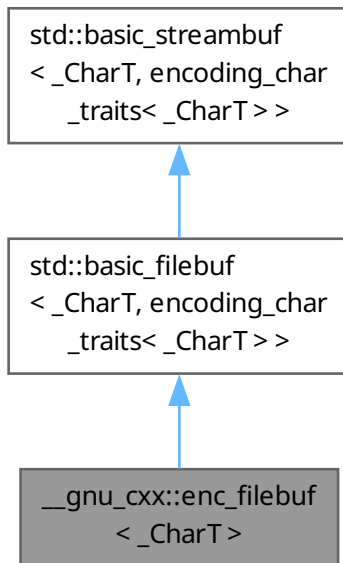 std::basic_streambuf
< _CharT, encoding_char
_traits< _CharT > >
std::basic_filebuf
< _CharT, encoding_char
_traits< _CharT > >
__gnu_cxx::enc_filebuf
< _CharT >